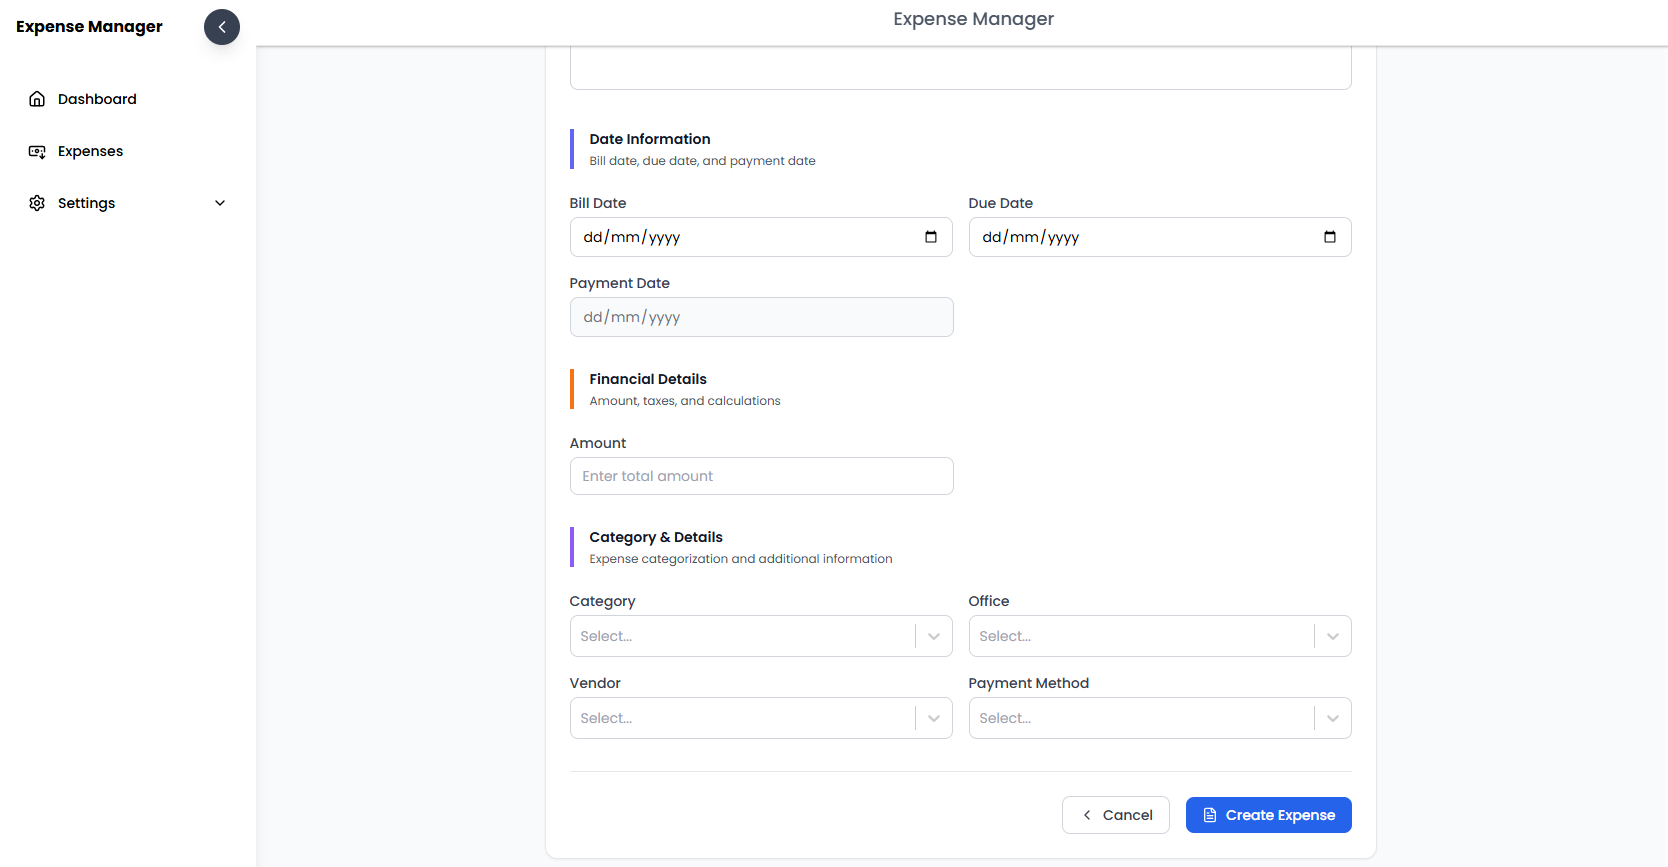 Expense Manager
Expense Manager
Dashboard
Expenses
Settings
Date Information
Bill date, due date, and payment date
Bill Date
Due Date
dd/mm/yyyy
dd/mm/yyyy
Payment Date
dd/mm/yyyy
Financial Details
Amount, taxes, and calculations
Amount
Enter total amount
Category & Details
Expense categorization and additional information
Category
Office
Select...
Select...
Vendor
Payment Method
Select...
Select...
Cancel
Create Expense